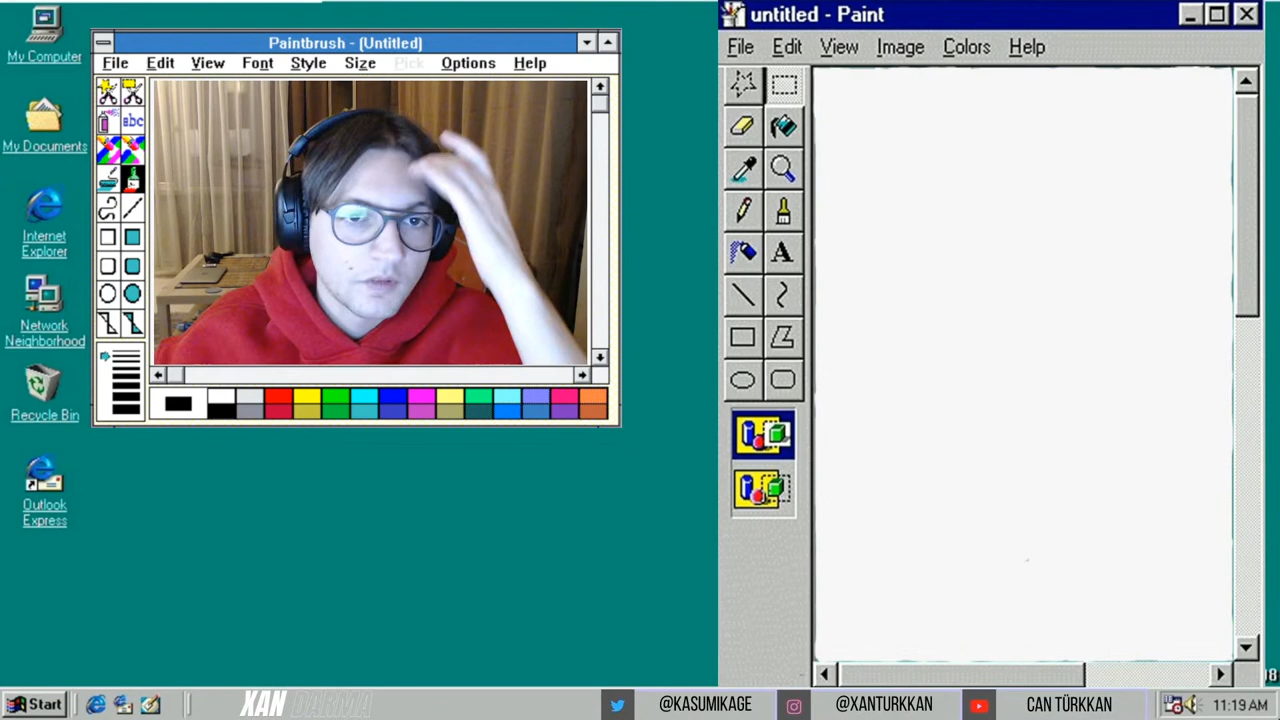 My Computer
My Documents
Internet
Explorer
Network
Neighborhood
Recycle Bin
Outlook
Express
Paintbrush - (Untitled)
File Edit View Font Style Size Pick Options Help
abc
untitled - Paint
File Edit View Image Colors Help
A
Start
XAN DARMA
@KASUMIKAGE
@XANTURKKAN
CAN TÜRKKAN
11:19 AM